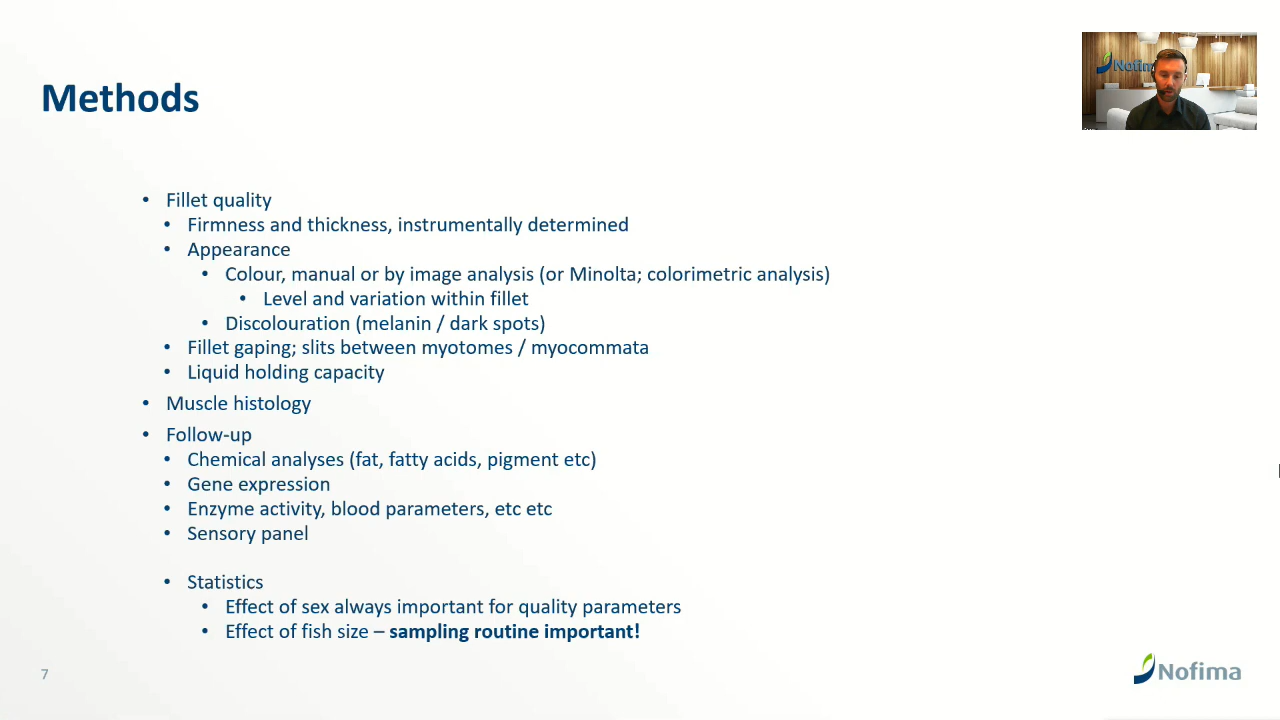 Methods
• Fillet quality
• Firmness and thickness, instrumentally determined
• Appearance
• Colour, manual or by image analysis (or Minolta; colorimetric analysis)
• Level and variation within fillet
• Discolouration (melanin / dark spots)
• Fillet gaping; slits between myotomes / myocommata
• Liquid holding capacity
• Muscle histology
• Follow-up
• Chemical analyses (fat, fatty acids, pigment etc)
• Gene expression
• Enzyme activity, blood parameters, etc etc
• Sensory panel
• Statistics
• Effect of sex always important for quality parameters
• Effect of fish size – sampling routine important!
7
Nofima